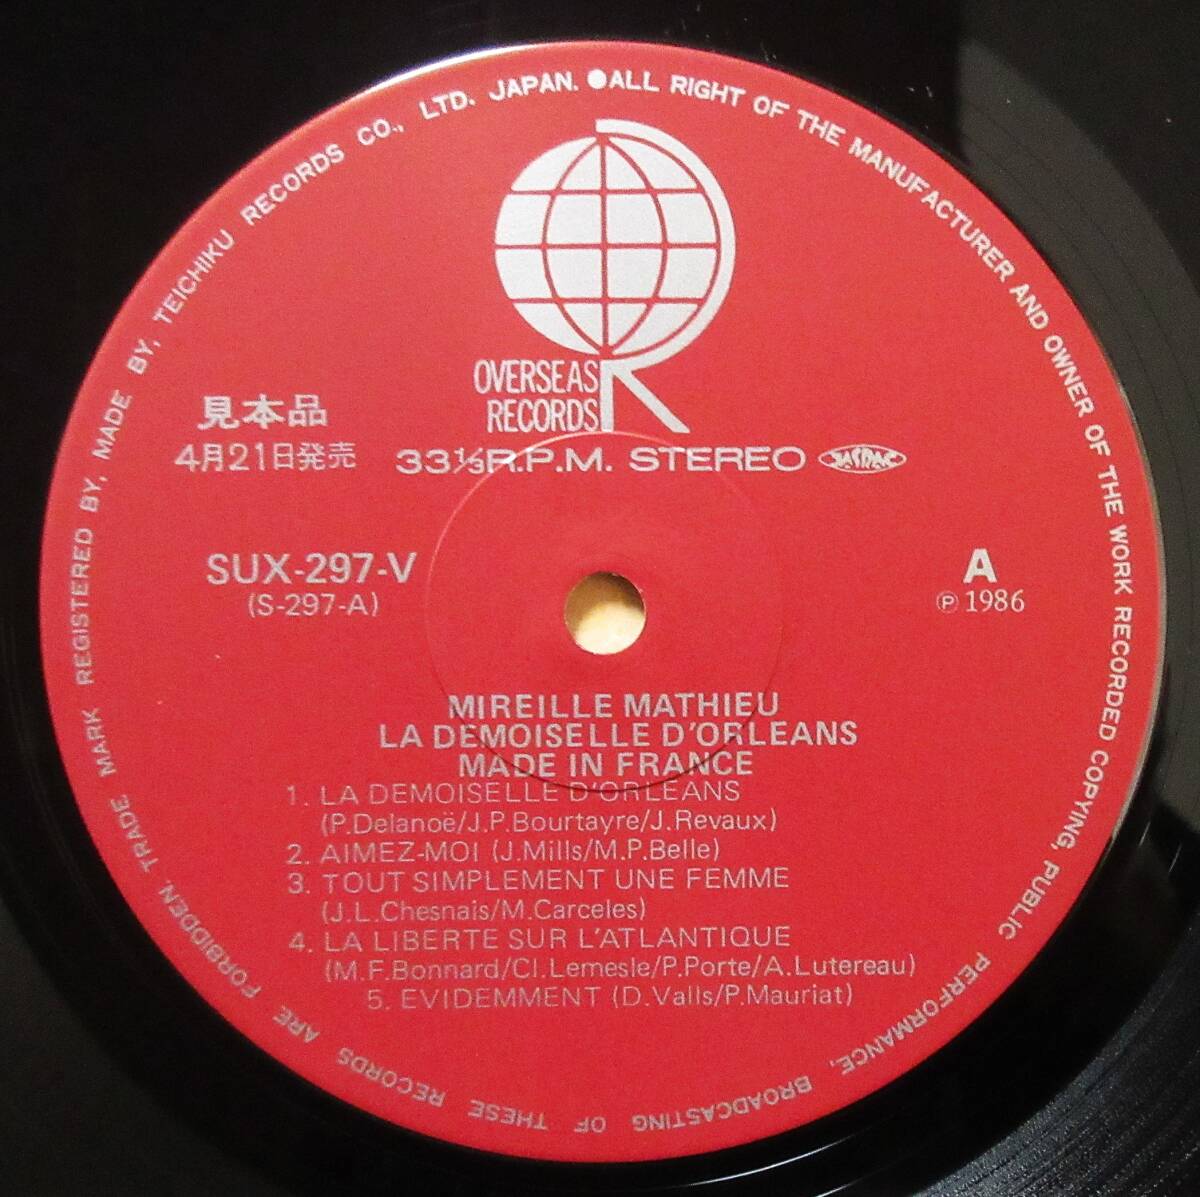 TRADE MARK REGISTERED BY, MADE BY, TEICHIKU RECORDS CO., LTD. JAPAN. ●ALL RIGHT OF THE MANUFACTURER AND OWNER OF THE WORK RECORDED COPYING, PUBLIC PERFORMANCE, BROADCASTING OF THESE RECORDS ARE FORBIDDEN.
OVERSEAS
RECORDS
R
見本品
4月21日発売
33⅓R.P.M. STEREO JASRAC
SUX-297-V
(S-297-A)
A
Ⓟ 1986
MIREILLE MATHIEU
LA DEMOISELLE D'ORLEANS
MADE IN FRANCE
1. LA DEMOISELLE D'ORLEANS
(P.Delanoë/J.P.Bourtayre/J.Revaux)
2. AIMEZ-MOI (J.Mills/M.P.Belle)
3. TOUT SIMPLEMENT UNE FEMME
(J.L.Chesnais/M.Carceles)
4. LA LIBERTE SUR L'ATLANTIQUE
(M.F.Bonnard/Cl.Lemesle/P.Porte/A.Lutereau)
5. EVIDEMMENT (D.Valls/P.Mauriat)